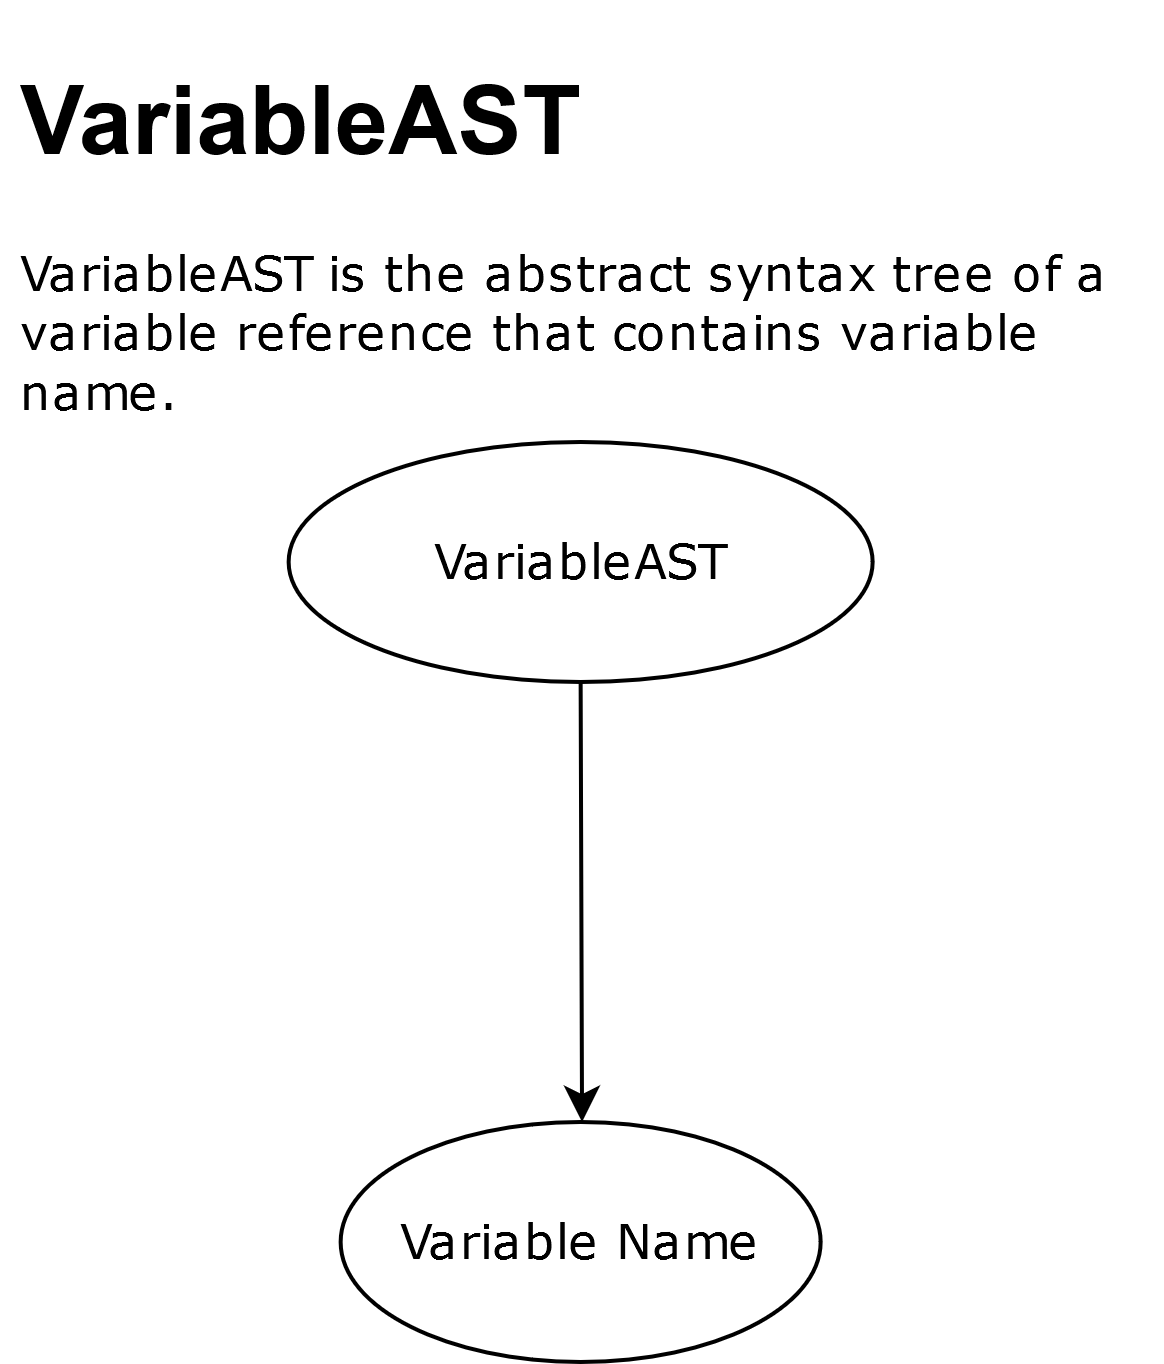 VariableAST
VariableAST is the abstract syntax tree of a
variable reference that contains variable
name.
VariableAST
Variable Name